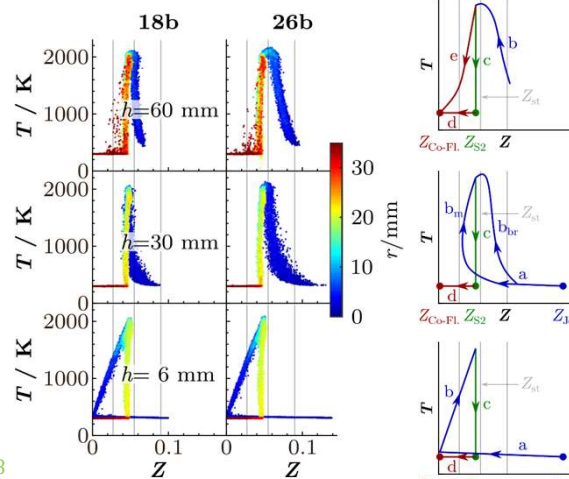 18b 26b
2000
1000
0
T / K
h=60 mm
2000
1000
0
T / K
h=30 mm
2000
1000
T / K
h= 6 mm
0 0.1 0 0.1
Z Z
30
20
10
0
r/mm
T
e
c
b
d
Z_st
Z_Co-Fl. Z_S2 Z
T
b_m
c
b_br
a
d
Z_st
Z_Co-Fl. Z_S2 Z
T
b
c
a
d
Z_st